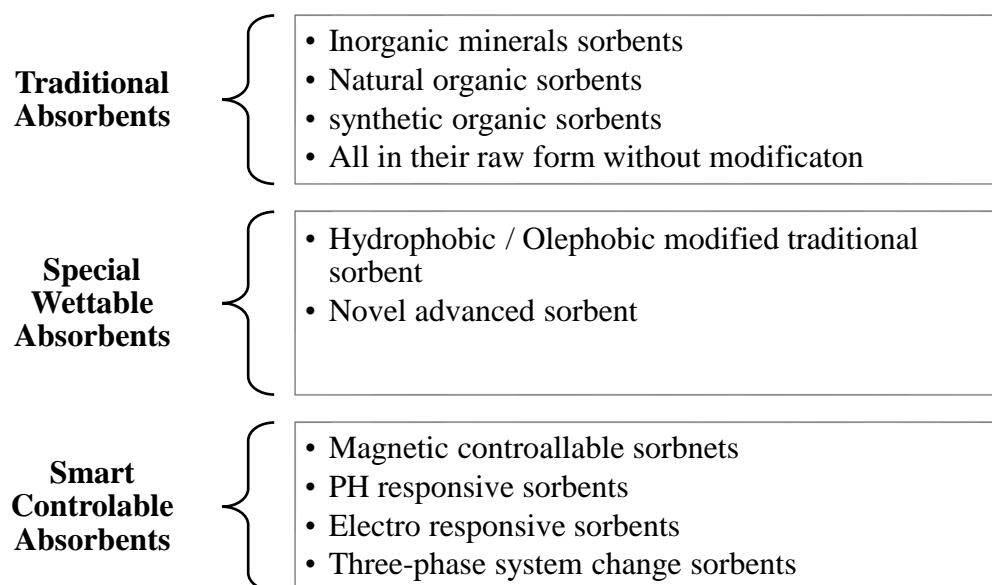 Traditional
Absorbents
• Inorganic minerals sorbents
• Natural organic sorbents
• synthetic organic sorbents
• All in their raw form without modificaton
Special
Wettable
Absorbents
• Hydrophobic / Olephobic modified traditional
sorbent
• Novel advanced sorbent
Smart
Controlable
Absorbents
• Magnetic controallable sorbnets
• PH responsive sorbents
• Electro responsive sorbents
• Three-phase system change sorbents